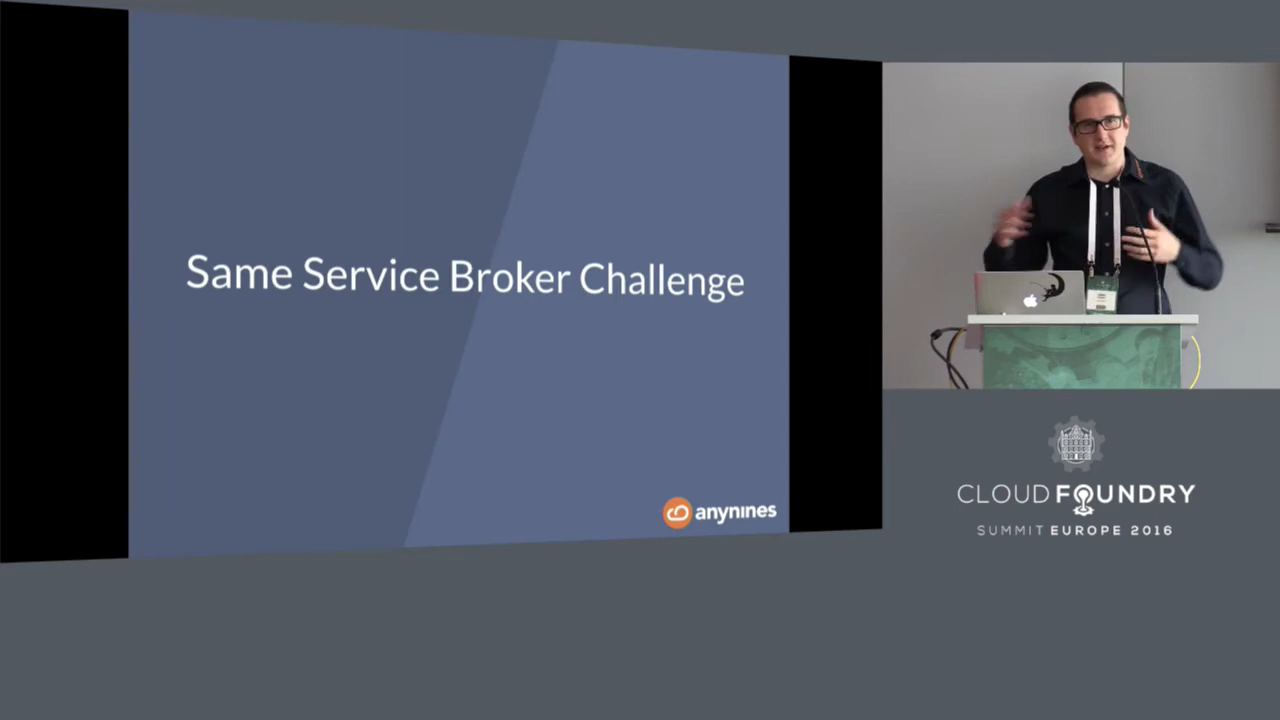 Same Service Broker Challenge
anynines
CLOUD FOUNDRY
SUMMIT EUROPE 2016